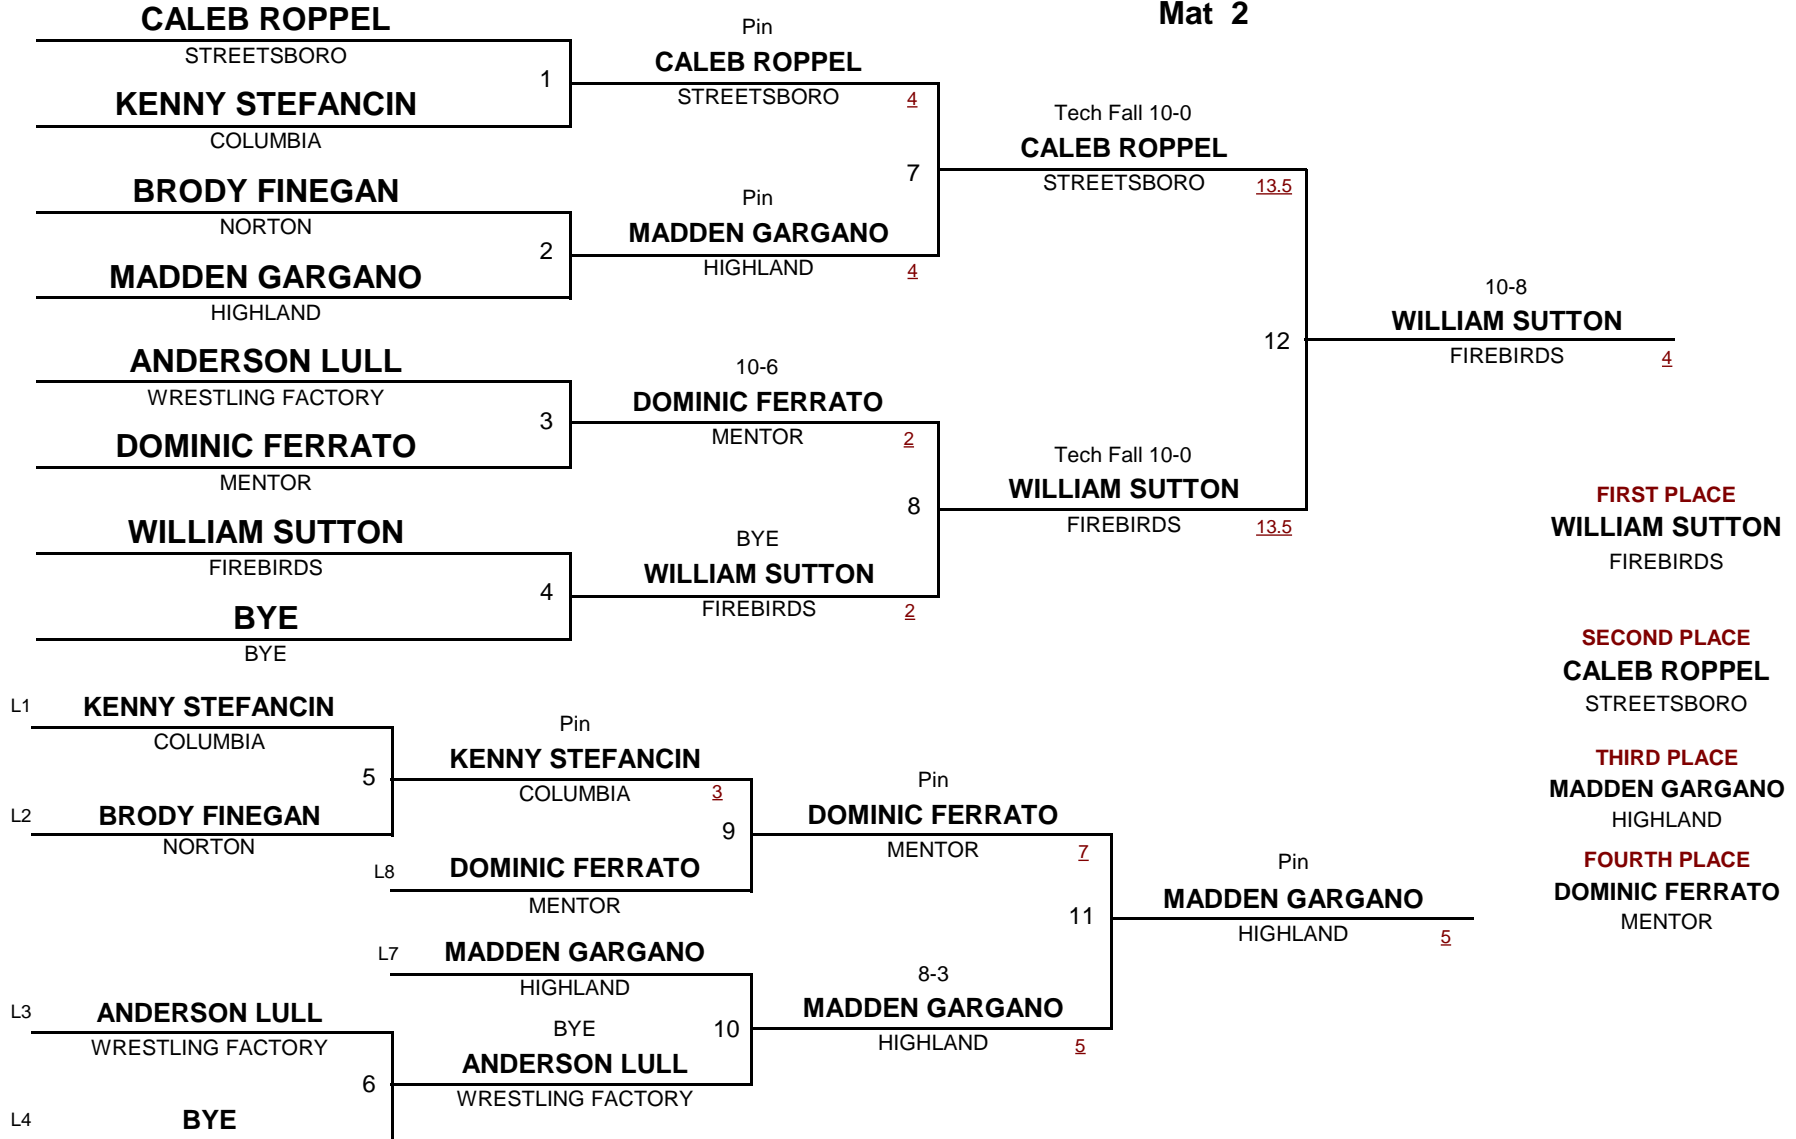 Mat 2
CALEB ROPPEL
STREETSBORO
1
KENNY STEFANCIN
COLUMBIA
BRODY FINEGAN
NORTON
2
MADDEN GARGANO
HIGHLAND
ANDERSON LULL
WRESTLING FACTORY
3
DOMINIC FERRATO
MENTOR
WILLIAM SUTTON
FIREBIRDS
4
BYE
BYE
Pin
CALEB ROPPEL
STREETSBORO 4
7
Pin
MADDEN GARGANO
HIGHLAND 4
10-6
DOMINIC FERRATO
MENTOR 2
8
BYE
WILLIAM SUTTON
FIREBIRDS 2
Tech Fall 10-0
CALEB ROPPEL
STREETSBORO 13.5
12
Tech Fall 10-0
WILLIAM SUTTON
FIREBIRDS 13.5
10-8
WILLIAM SUTTON
FIREBIRDS 4
FIRST PLACE
WILLIAM SUTTON
FIREBIRDS
SECOND PLACE
CALEB ROPPEL
STREETSBORO
THIRD PLACE
MADDEN GARGANO
HIGHLAND
FOURTH PLACE
DOMINIC FERRATO
MENTOR
L1 KENNY STEFANCIN
COLUMBIA
5
L2 BRODY FINEGAN
NORTON
L3 ANDERSON LULL
WRESTLING FACTORY
6
L4 BYE
Pin
KENNY STEFANCIN
COLUMBIA 3
9
L8 DOMINIC FERRATO
MENTOR
L7 MADDEN GARGANO
HIGHLAND
10
BYE
ANDERSON LULL
WRESTLING FACTORY
Pin
DOMINIC FERRATO
MENTOR 7
11
8-3
MADDEN GARGANO
HIGHLAND 5
Pin
MADDEN GARGANO
HIGHLAND 5